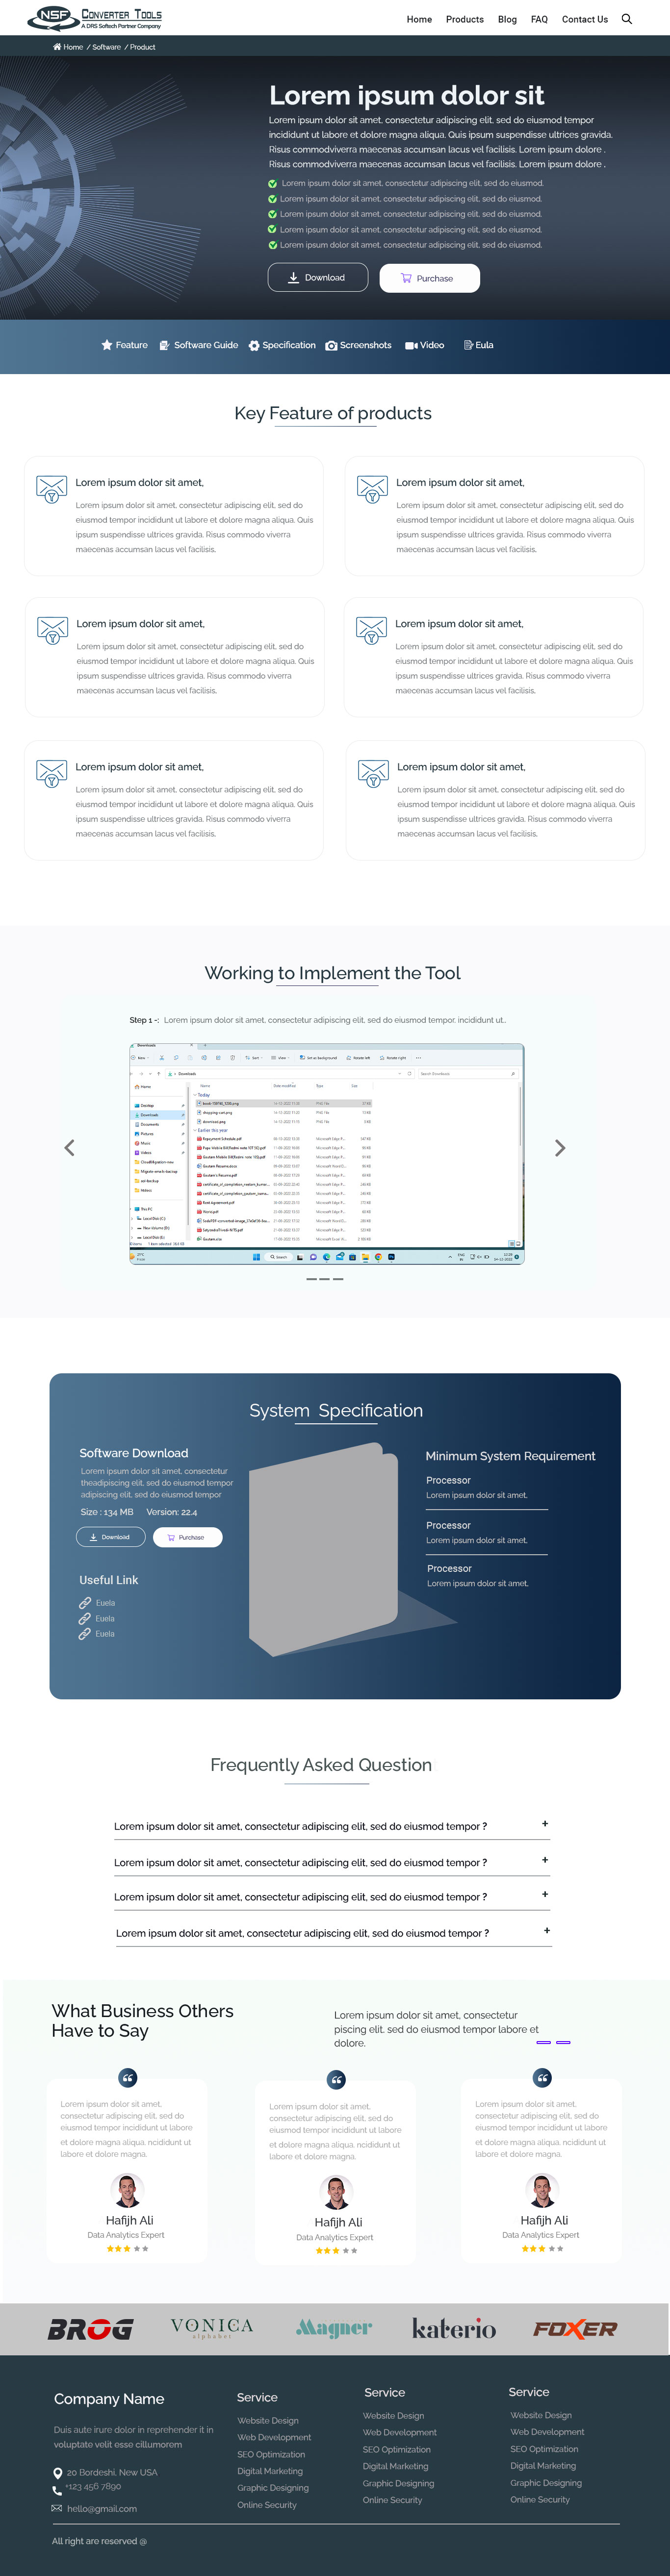 NSF CONVERTER TOOLS
A DRS Softech Partner Company
Home Products Blog FAQ Contact Us
Home / Software / Product
Lorem ipsum dolor sit
Lorem ipsum dolor sit amet, consectetur adipiscing elit, sed do eiusmod tempor
incididunt ut labore et dolore magna aliqua. Quis ipsum suspendisse ultrices gravida.
Risus commodviverra maecenas accumsan lacus vel facilisis. Lorem ipsum dolore .
Risus commodviverra maecenas accumsan lacus vel facilisis. Lorem ipsum dolore .
Lorem ipsum dolor sit amet, consectetur adipiscing elit, sed do eiusmod.
Lorem ipsum dolor sit amet, consectetur adipiscing elit, sed do eiusmod.
Lorem ipsum dolor sit amet, consectetur adipiscing elit, sed do eiusmod.
Lorem ipsum dolor sit amet, consectetur adipiscing elit, sed do eiusmod.
Lorem ipsum dolor sit amet, consectetur adipiscing elit, sed do eiusmod.
Download Purchase
Feature Software Guide Specification Screenshots Video Eula
Key Feature of products
Lorem ipsum dolor sit amet,
Lorem ipsum dolor sit amet, consectetur adipiscing elit, sed do
eiusmod tempor incididunt ut labore et dolore magna aliqua. Quis
ipsum suspendisse ultrices gravida. Risus commodo viverra
maecenas accumsan lacus vel facilisis.
Lorem ipsum dolor sit amet,
Lorem ipsum dolor sit amet, consectetur adipiscing elit, sed do
eiusmod tempor incididunt ut labore et dolore magna aliqua. Quis
ipsum suspendisse ultrices gravida. Risus commodo viverra
maecenas accumsan lacus vel facilisis.
Lorem ipsum dolor sit amet,
Lorem ipsum dolor sit amet, consectetur adipiscing elit, sed do
eiusmod tempor incididunt ut labore et dolore magna aliqua. Quis
ipsum suspendisse ultrices gravida. Risus commodo viverra
maecenas accumsan lacus vel facilisis.
Lorem ipsum dolor sit amet,
Lorem ipsum dolor sit amet, consectetur adipiscing elit, sed do
eiusmod tempor incididunt ut labore et dolore magna aliqua. Quis
ipsum suspendisse ultrices gravida. Risus commodo viverra
maecenas accumsan lacus vel facilisis.
Lorem ipsum dolor sit amet,
Lorem ipsum dolor sit amet, consectetur adipiscing elit, sed do
eiusmod tempor incididunt ut labore et dolore magna aliqua. Quis
ipsum suspendisse ultrices gravida. Risus commodo viverra
maecenas accumsan lacus vel facilisis.
Lorem ipsum dolor sit amet,
Lorem ipsum dolor sit amet, consectetur adipiscing elit, sed do
eiusmod tempor incididunt ut labore et dolore magna aliqua. Quis
ipsum suspendisse ultrices gravida. Risus commodo viverra
maecenas accumsan lacus vel facilisis.
Working to Implement the Tool
Step 1 -: Lorem ipsum dolor sit amet, consectetur adipiscing elit, sed do eiusmod tempor, incididunt ut..
Downloads
Sort View Set as background Rotate left Rotate right
Downloads Search Downloads
Home Name Date modified Type Size
Today
Desktop
Downloads
Documents
Pictures
Music
Videos
This PC
Earlier this year
Search
System Specification
Software Download
Lorem ipsum dolor sit amet, consectetur
theadipiscing elit, sed do eiusmod tempor
adipiscing elit, sed do eiusmod tempor
Size : 134 MB Version: 22.4
Download Purchase
Useful Link
Euela
Euela
Euela
Minimum System Requirement
Processor
Lorem ipsum dolor sit amet,
Processor
Lorem ipsum dolor sit amet,
Processor
Lorem ipsum dolor sit amet,
Frequently Asked Question
Lorem ipsum dolor sit amet, consectetur adipiscing elit, sed do eiusmod tempor ? +
Lorem ipsum dolor sit amet, consectetur adipiscing elit, sed do eiusmod tempor ? +
Lorem ipsum dolor sit amet, consectetur adipiscing elit, sed do eiusmod tempor ? +
Lorem ipsum dolor sit amet, consectetur adipiscing elit, sed do eiusmod tempor ? +
What Business Others
Have to Say
Lorem ipsum dolor sit amet, consectetur
piscing elit, sed do eiusmod tempor labore et
dolore.
Lorem ipsum dolor sit amet,
consectetur adipiscing elit, sed do
eiusmod tempor incididunt ut labore
et dolore magna aliqua. ncididunt ut
labore et dolore magna.
Hafijh Ali
Data Analytics Expert
Lorem ipsum dolor sit amet,
consectetur adipiscing elit, sed do
eiusmod tempor incididunt ut labore
et dolore magna aliqua. ncididunt ut
labore et dolore magna.
Hafijh Ali
Data Analytics Expert
Lorem ipsum dolor sit amet,
consectetur adipiscing elit, sed do
eiusmod tempor incididunt ut labore
et dolore magna aliqua. ncididunt ut
labore et dolore magna.
Hafijh Ali
Data Analytics Expert
BROG
VONICA
alphabet
Magner
katerio
FOXER
Company Name
Duis aute irure dolor in reprehender it in
voluptate velit esse cillumorem
20 Bordeshi, New USA
+123 456 7890
hello@gmail.com
Service
Website Design
Web Development
SEO Optimization
Digital Marketing
Graphic Designing
Online Security
Service
Website Design
Web Development
SEO Optimization
Digital Marketing
Graphic Designing
Online Security
Service
Website Design
Web Development
SEO Optimization
Digital Marketing
Graphic Designing
Online Security
All right are reserved @